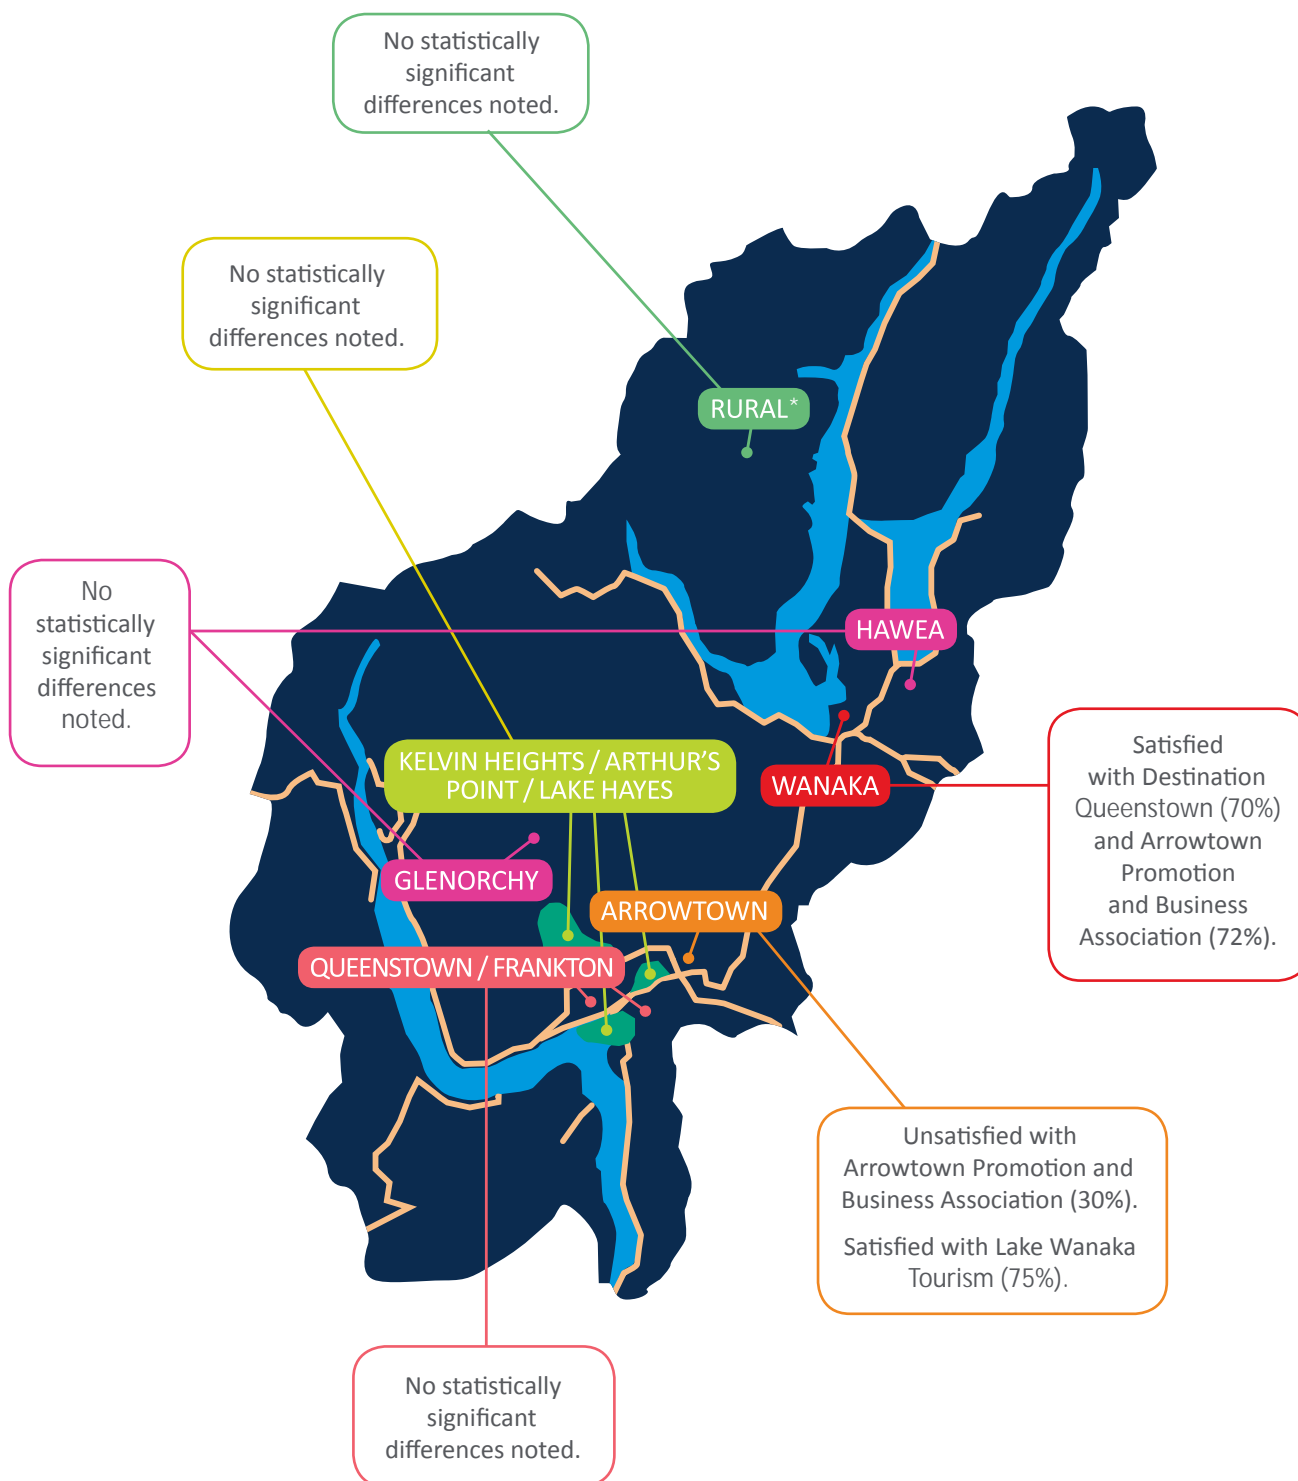 No statistically
significant
differences noted.
No statistically
significant
differences noted.
RURAL*
No
statistically
significant
differences
noted.
HAWEA
KELVIN HEIGHTS / ARTHUR'S
POINT / LAKE HAYES
WANAKA
Satisfied
with Destination
Queenstown (70%)
and Arrowtown
Promotion
and Business
Association (72%).
GLENORCHY
ARROWTOWN
QUEENSTOWN / FRANKTON
Unsatisfied with
Arrowtown Promotion and
Business Association (30%).
Satisfied with Lake Wanaka
Tourism (75%).
No statistically
significant
differences noted.